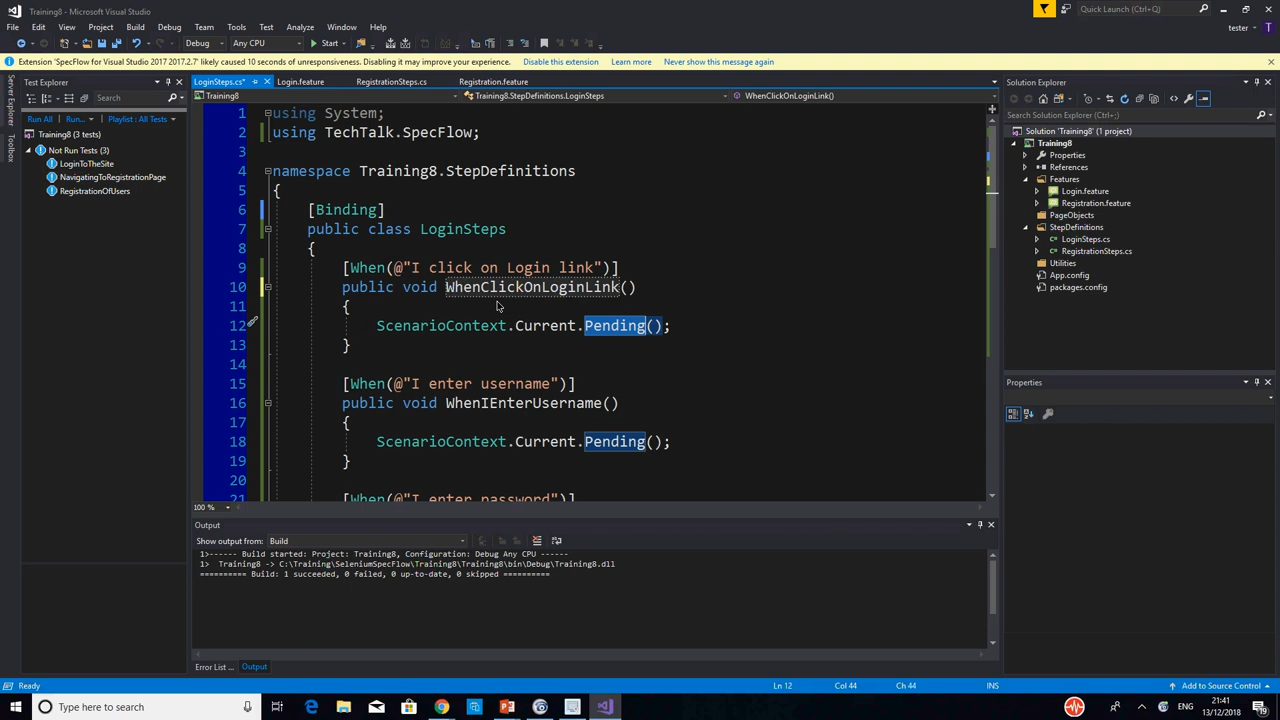 Training8 - Microsoft Visual Studio
Quick Launch (Ctrl+Q)
File Edit View Project Build Debug Team Tools Test Analyze Window Help
tester T
Debug Any CPU Start
Extension 'SpecFlow for Visual Studio 2017 2017.2.7' likely caused 10 seconds of unresponsiveness. Disabling it may improve your experience. Disable this extension Learn more Never show this message again
Server Explorer
Toolbox
Test Explorer
Search
Run All Run... Playlist : All Tests
Training8 (3 tests)
Not Run Tests (3)
LoginToTheSite
NavigatingToRegistrationPage
RegistrationOfUsers
LoginSteps.cs* Login.feature RegistrationSteps.cs Registration.feature
Training8 Training8.StepDefinitions.LoginSteps WhenClickOnLoginLink()
1 using System;
2 using TechTalk.SpecFlow;
3
4 namespace Training8.StepDefinitions
5 {
6 [Binding]
7 public class LoginSteps
8 {
9 [When(@"I click on Login link")]
10 public void WhenClickOnLoginLink()
11 {
12 ScenarioContext.Current.Pending();
13 }
14
15 [When(@"I enter username")]
16 public void WhenIEnterUsername()
17 {
18 ScenarioContext.Current.Pending();
19 }
20
21 [When(@"I enter password")]
100 %
Output
Show output from: Build
1>------ Build started: Project: Training8, Configuration: Debug Any CPU ------
1> Training8 -> C:\Training\SeleniumSpecFlow\Training8\Training8\bin\Debug\Training8.dll
========== Build: 1 succeeded, 0 failed, 0 up-to-date, 0 skipped ==========
Error List ... Output
Solution Explorer
Search Solution Explorer (Ctrl+;)
Solution 'Training8' (1 project)
Training8
Properties
References
Features
Login.feature
Registration.feature
PageObjects
StepDefinitions
LoginSteps.cs
RegistrationSteps.cs
Utilities
App.config
packages.config
Properties
Ready Ln 12 Col 44 Ch 44 INS Add to Source Control
Type here to search
21:41
13/12/2018